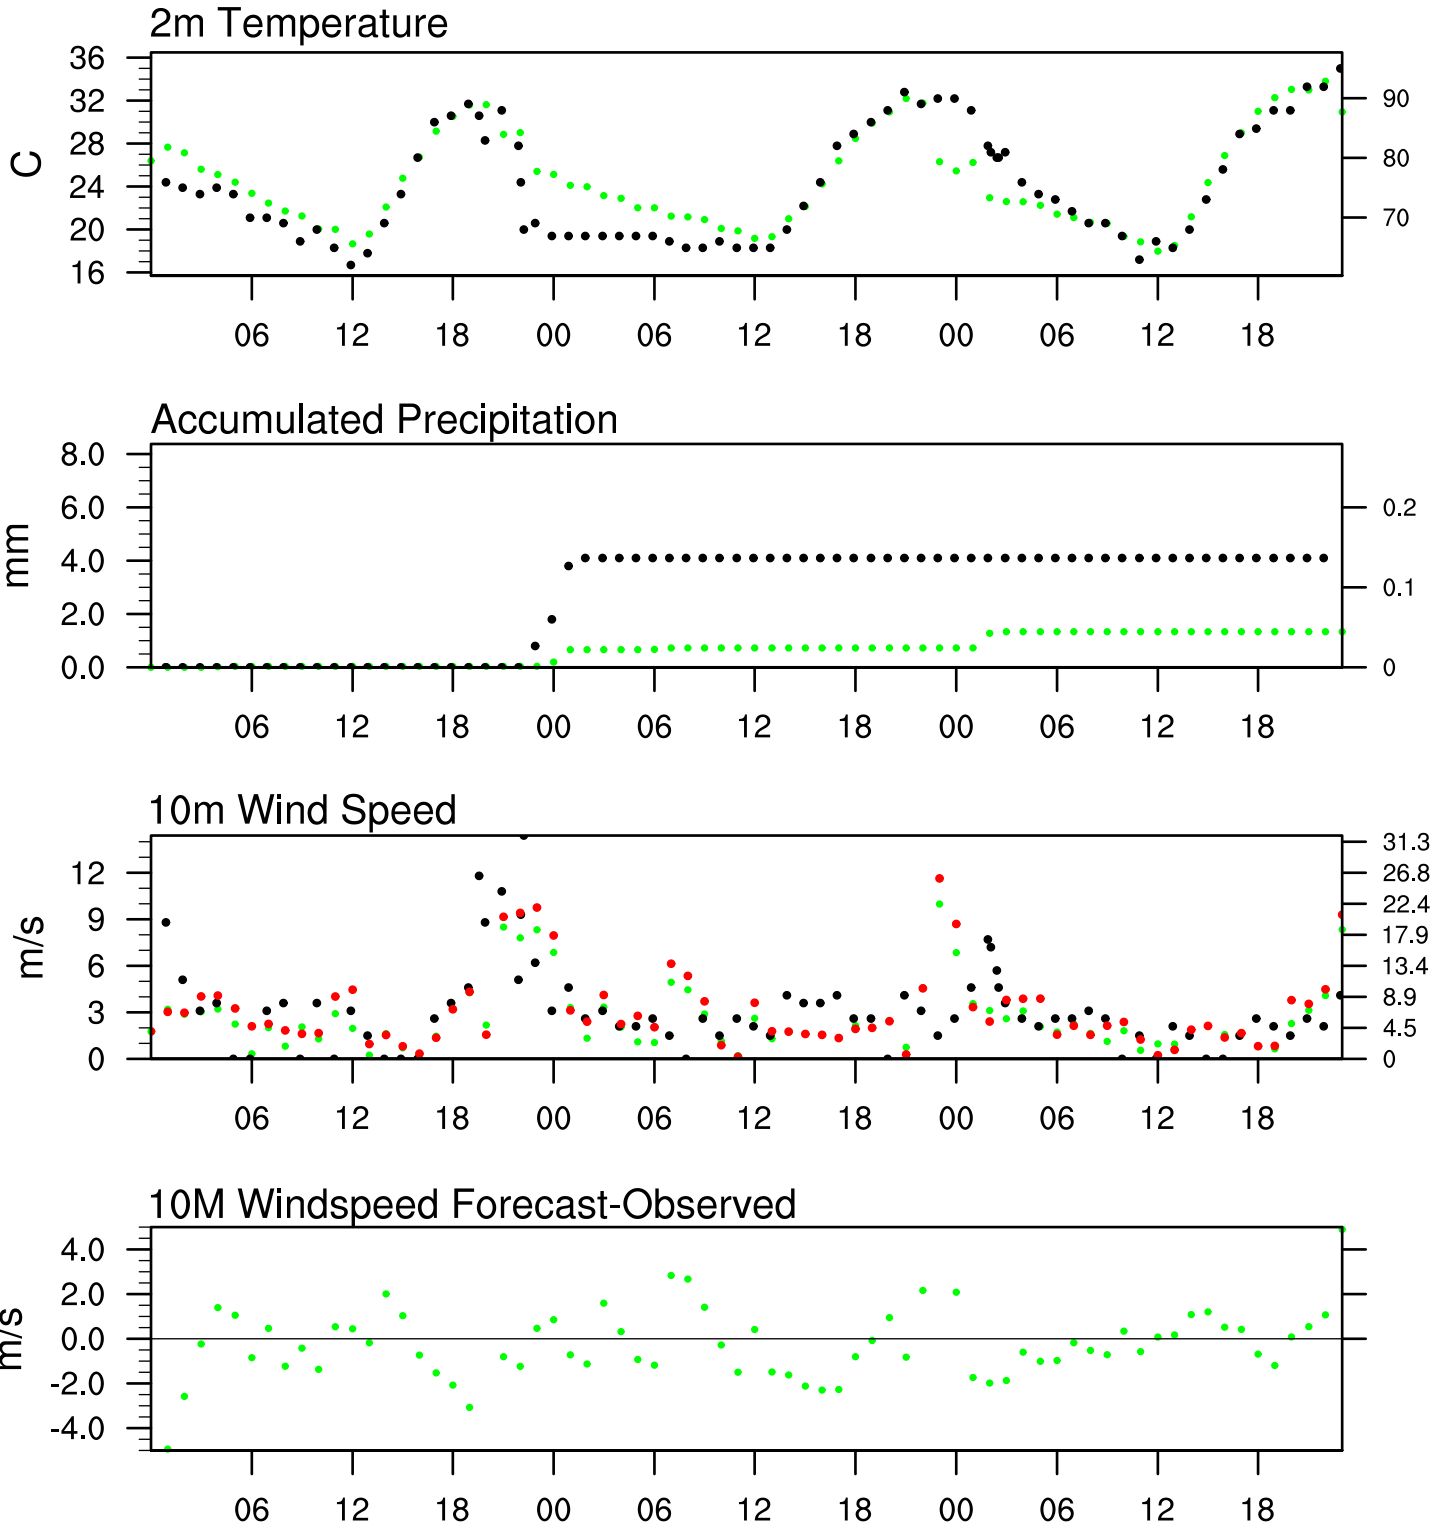 2m Temperature
36
32
28
24
20
16
C
90
80
70
06 12 18 00 06 12 18 00 06 12 18
Accumulated Precipitation
8.0
6.0
4.0
2.0
0.0
mm
0.2
0.1
0
06 12 18 00 06 12 18 00 06 12 18
10m Wind Speed
12
9
6
3
0
m/s
31.3
26.8
22.4
17.9
13.4
8.9
4.5
0
06 12 18 00 06 12 18 00 06 12 18
10M Windspeed Forecast-Observed
4.0
2.0
0.0
-2.0
-4.0
m/s
06 12 18 00 06 12 18 00 06 12 18